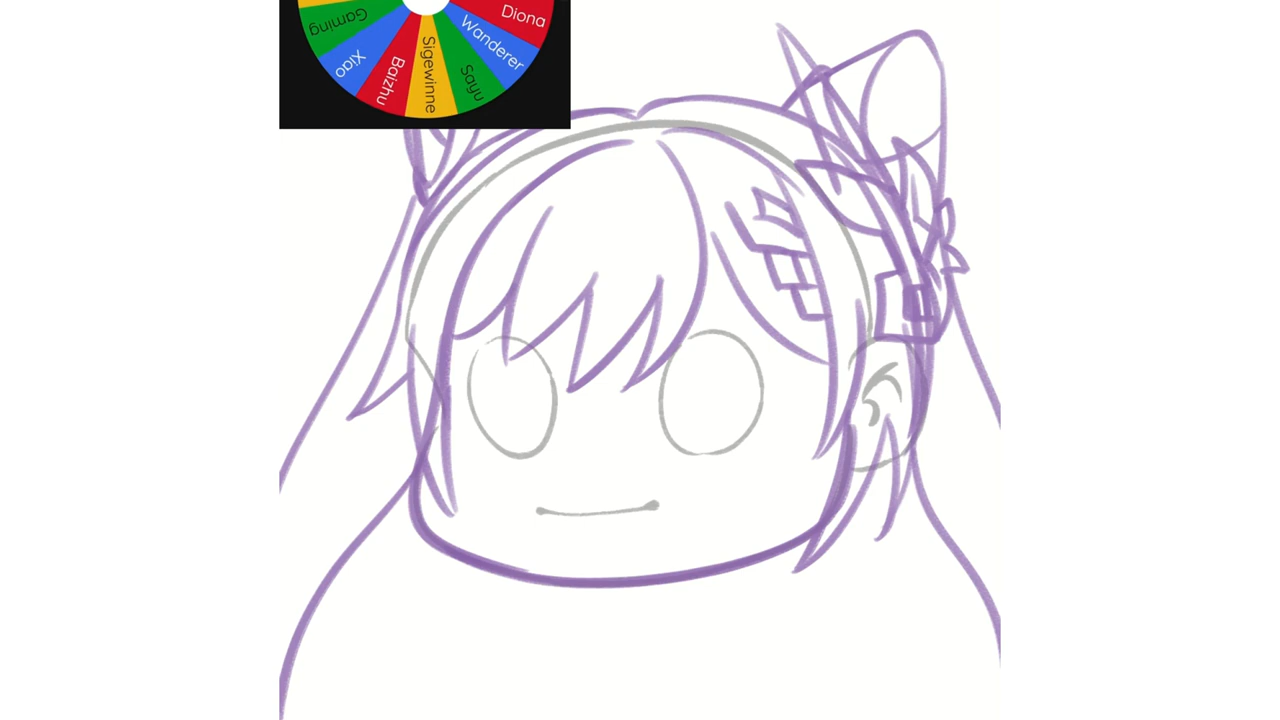 Gaming
Xiao
Baizhu
Sigewinne
Sayu
Wanderer
Diona